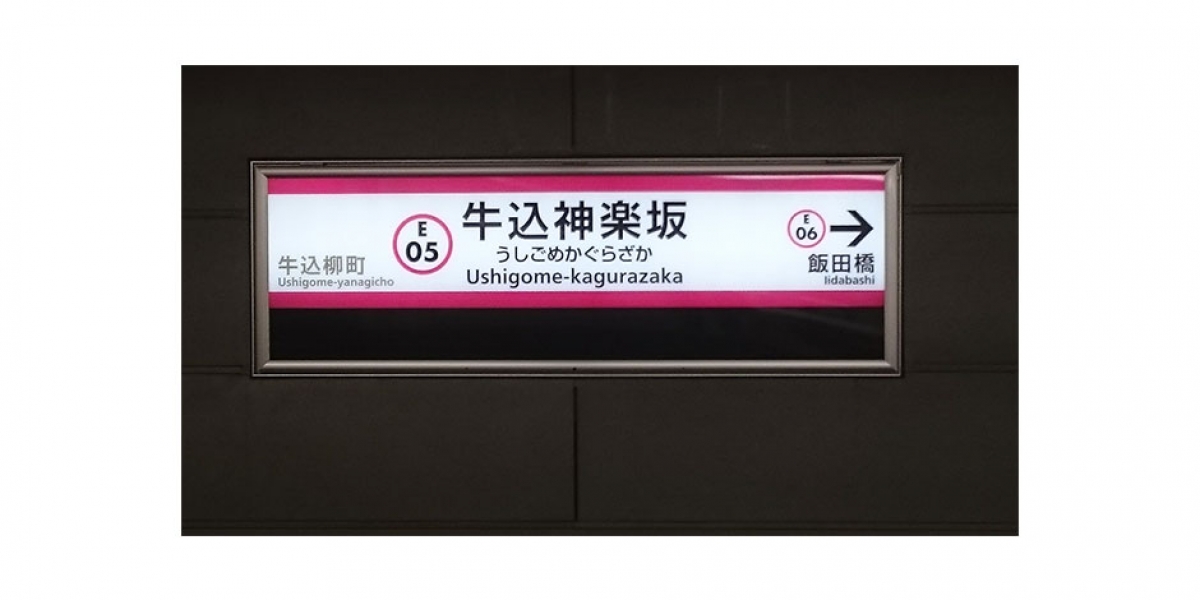 牛込柳町
Ushigome-yanagicho
E
05
牛込神楽坂
うしごめかぐらざか
Ushigome-kagurazaka
E
06
→
飯田橋
Iidabashi